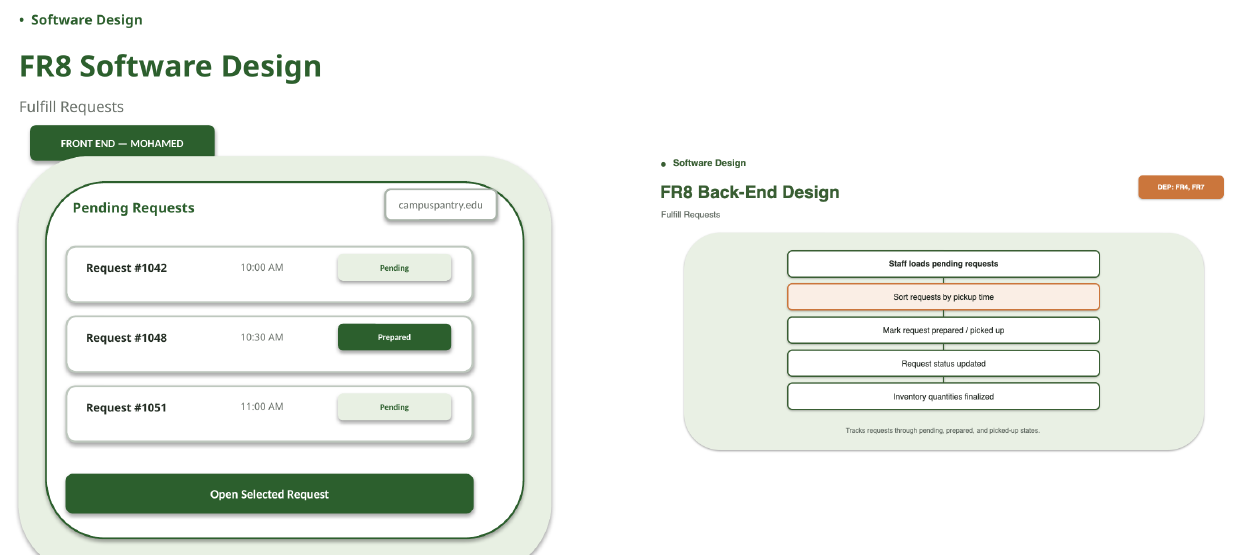 • Software Design
FR8 Software Design
Fulfill Requests
FRONT END — MOHAMED
Pending Requests
campuspantry.edu
Request #1042 10:00 AM Pending
Request #1048 10:30 AM Prepared
Request #1051 11:00 AM Pending
Open Selected Request
• Software Design
FR8 Back-End Design
DEP: FR4, FR7
Fulfill Requests
Staff loads pending requests
Sort requests by pickup time
Mark request prepared / picked up
Request status updated
Inventory quantities finalized
Tracks requests through pending, prepared, and picked-up states.